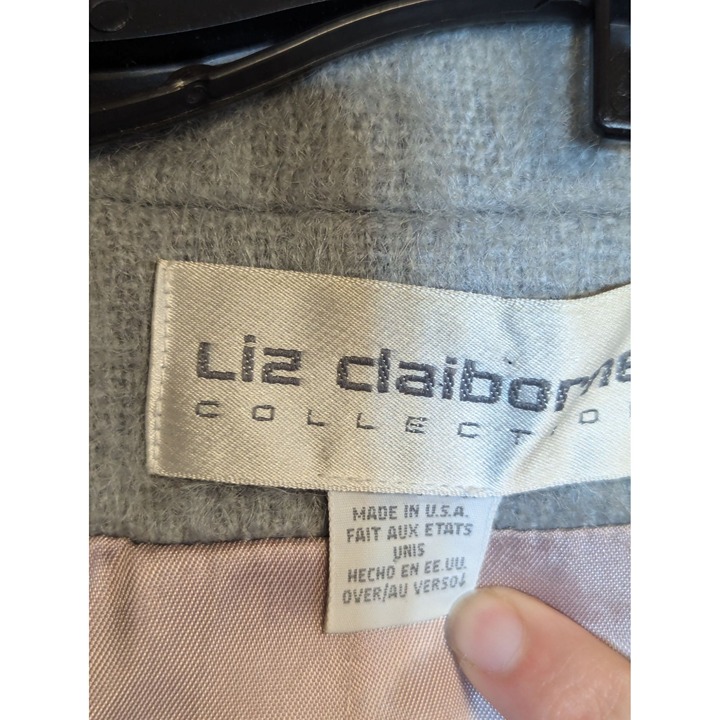 Liz claiborne
COLLECTIO
MADE IN U.S.A.
FAIT AUX ETATS
UNIS
HECHO EN EE.UU.
OVER/AU VERSO↓